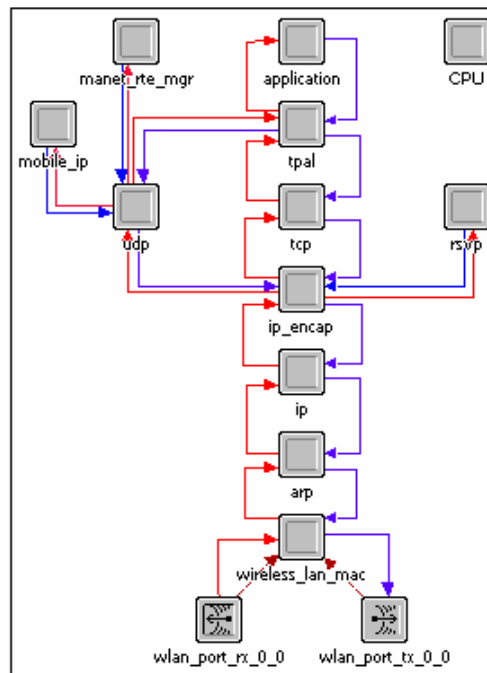 manet_rte_mgr
application
CPU
mobile_ip
tpal
udp
tcp
rsvp
ip_encap
ip
arp
wireless_lan_mac
wlan_port_rx_0_0
wlan_port_tx_0_0